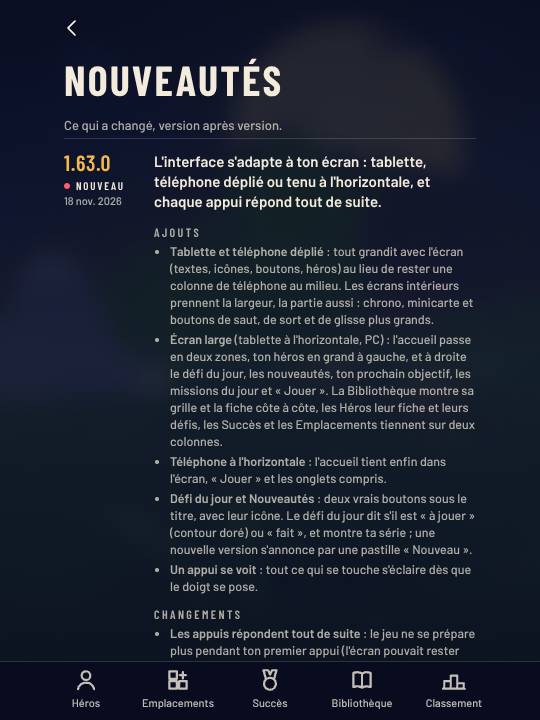 NOUVEAUTÉS
Ce qui a changé, version après version.
1.63.0
NOUVEAU
18 nov. 2026
L'interface s'adapte à ton écran : tablette,
téléphone déplié ou tenu à l'horizontale, et
chaque appui répond tout de suite.
AJOUTS
• Tablette et téléphone déplié : tout grandit avec l'écran
(textes, icônes, boutons, héros) au lieu de rester une
colonne de téléphone au milieu. Les écrans intérieurs
prennent la largeur, la partie aussi : chrono, minicarte et
boutons de saut, de sort et de glisse plus grands.
• Écran large (tablette à l'horizontale, PC) : l'accueil passe
en deux zones, ton héros en grand à gauche, et à droite
le défi du jour, les nouveautés, ton prochain objectif, les
missions du jour et « Jouer ». La Bibliothèque montre sa
grille et la fiche côte à côte, les Héros leur fiche et leurs
défis, les Succès et les Emplacements tiennent sur deux
colonnes.
• Téléphone à l'horizontale : l'accueil tient enfin dans
l'écran, « Jouer » et les onglets compris.
• Défi du jour et Nouveautés : deux vrais boutons sous le
titre, avec leur icône. Le défi du jour dit s'il est « à jouer »
(contour doré) ou « fait », et montre ta série ; une
nouvelle version s'annonce par une pastille « Nouveau ».
• Un appui se voit : tout ce qui se touche s'éclaire dès que
le doigt se pose.
CHANGEMENTS
• Les appuis répondent tout de suite : le jeu ne se prépare
plus pendant ton premier appui (l'écran pouvait rester
Héros
Emplacements
Succès
Bibliothèque
Classement